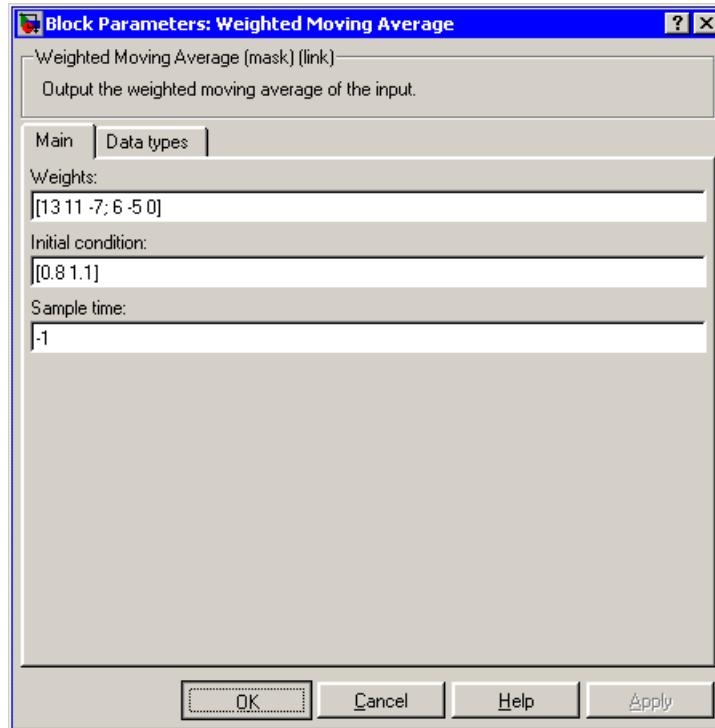 Block Parameters: Weighted Moving Average
Weighted Moving Average (mask) (link)
Output the weighted moving average of the input.
Main Data types
Weights:
[13 11 -7; 6 -5 0]
Initial condition:
[0.8 1.1]
Sample time:
-1
OK Cancel Help Apply